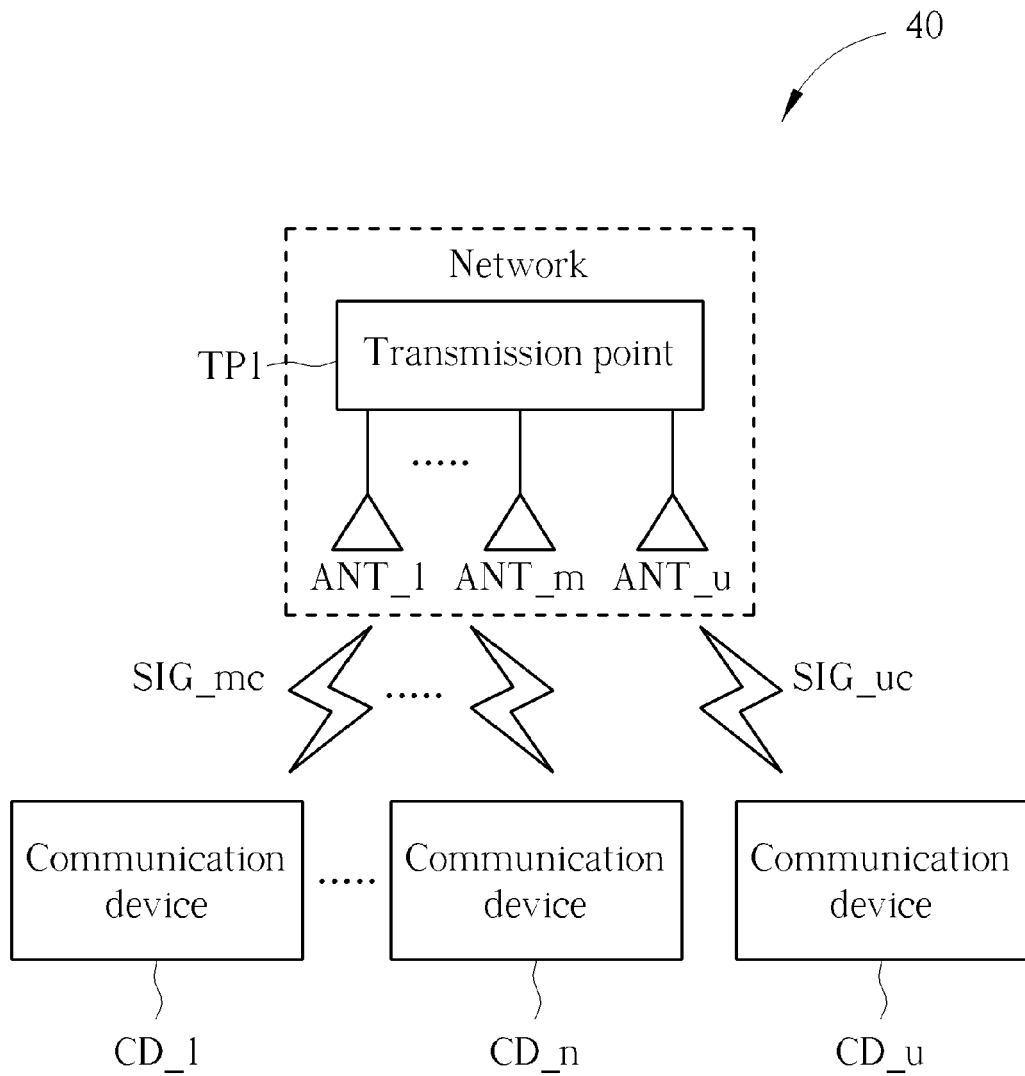 40
Network
Transmission point
TP1
.....
ANT_1 ANT_m ANT_u
SIG_mc ..... SIG_uc
Communication device
.....
Communication device
Communication device
CD_1 CD_n CD_u